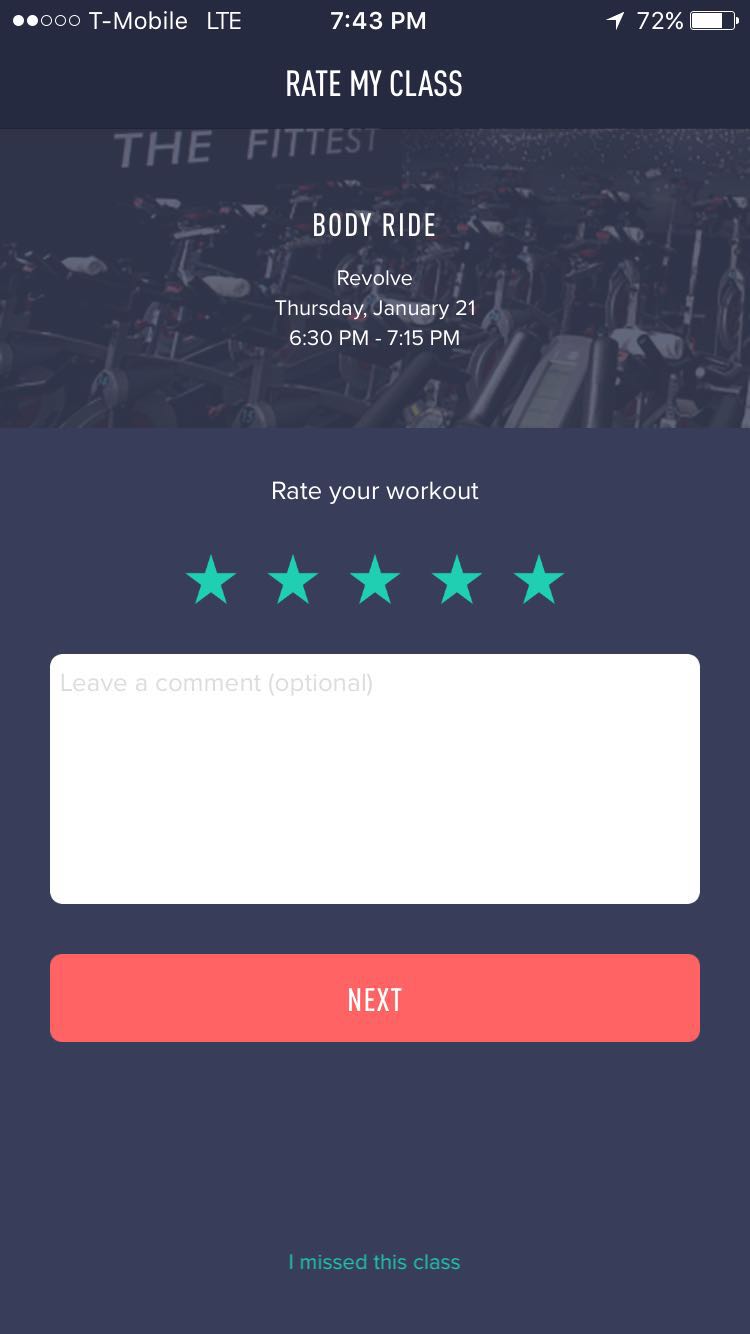 T-Mobile LTE 7:43 PM 72%
RATE MY CLASS
THE FITTEST
BODY RIDE
Revolve
Thursday, January 21
6:30 PM - 7:15 PM
Rate your workout
Leave a comment (optional)
NEXT
I missed this class